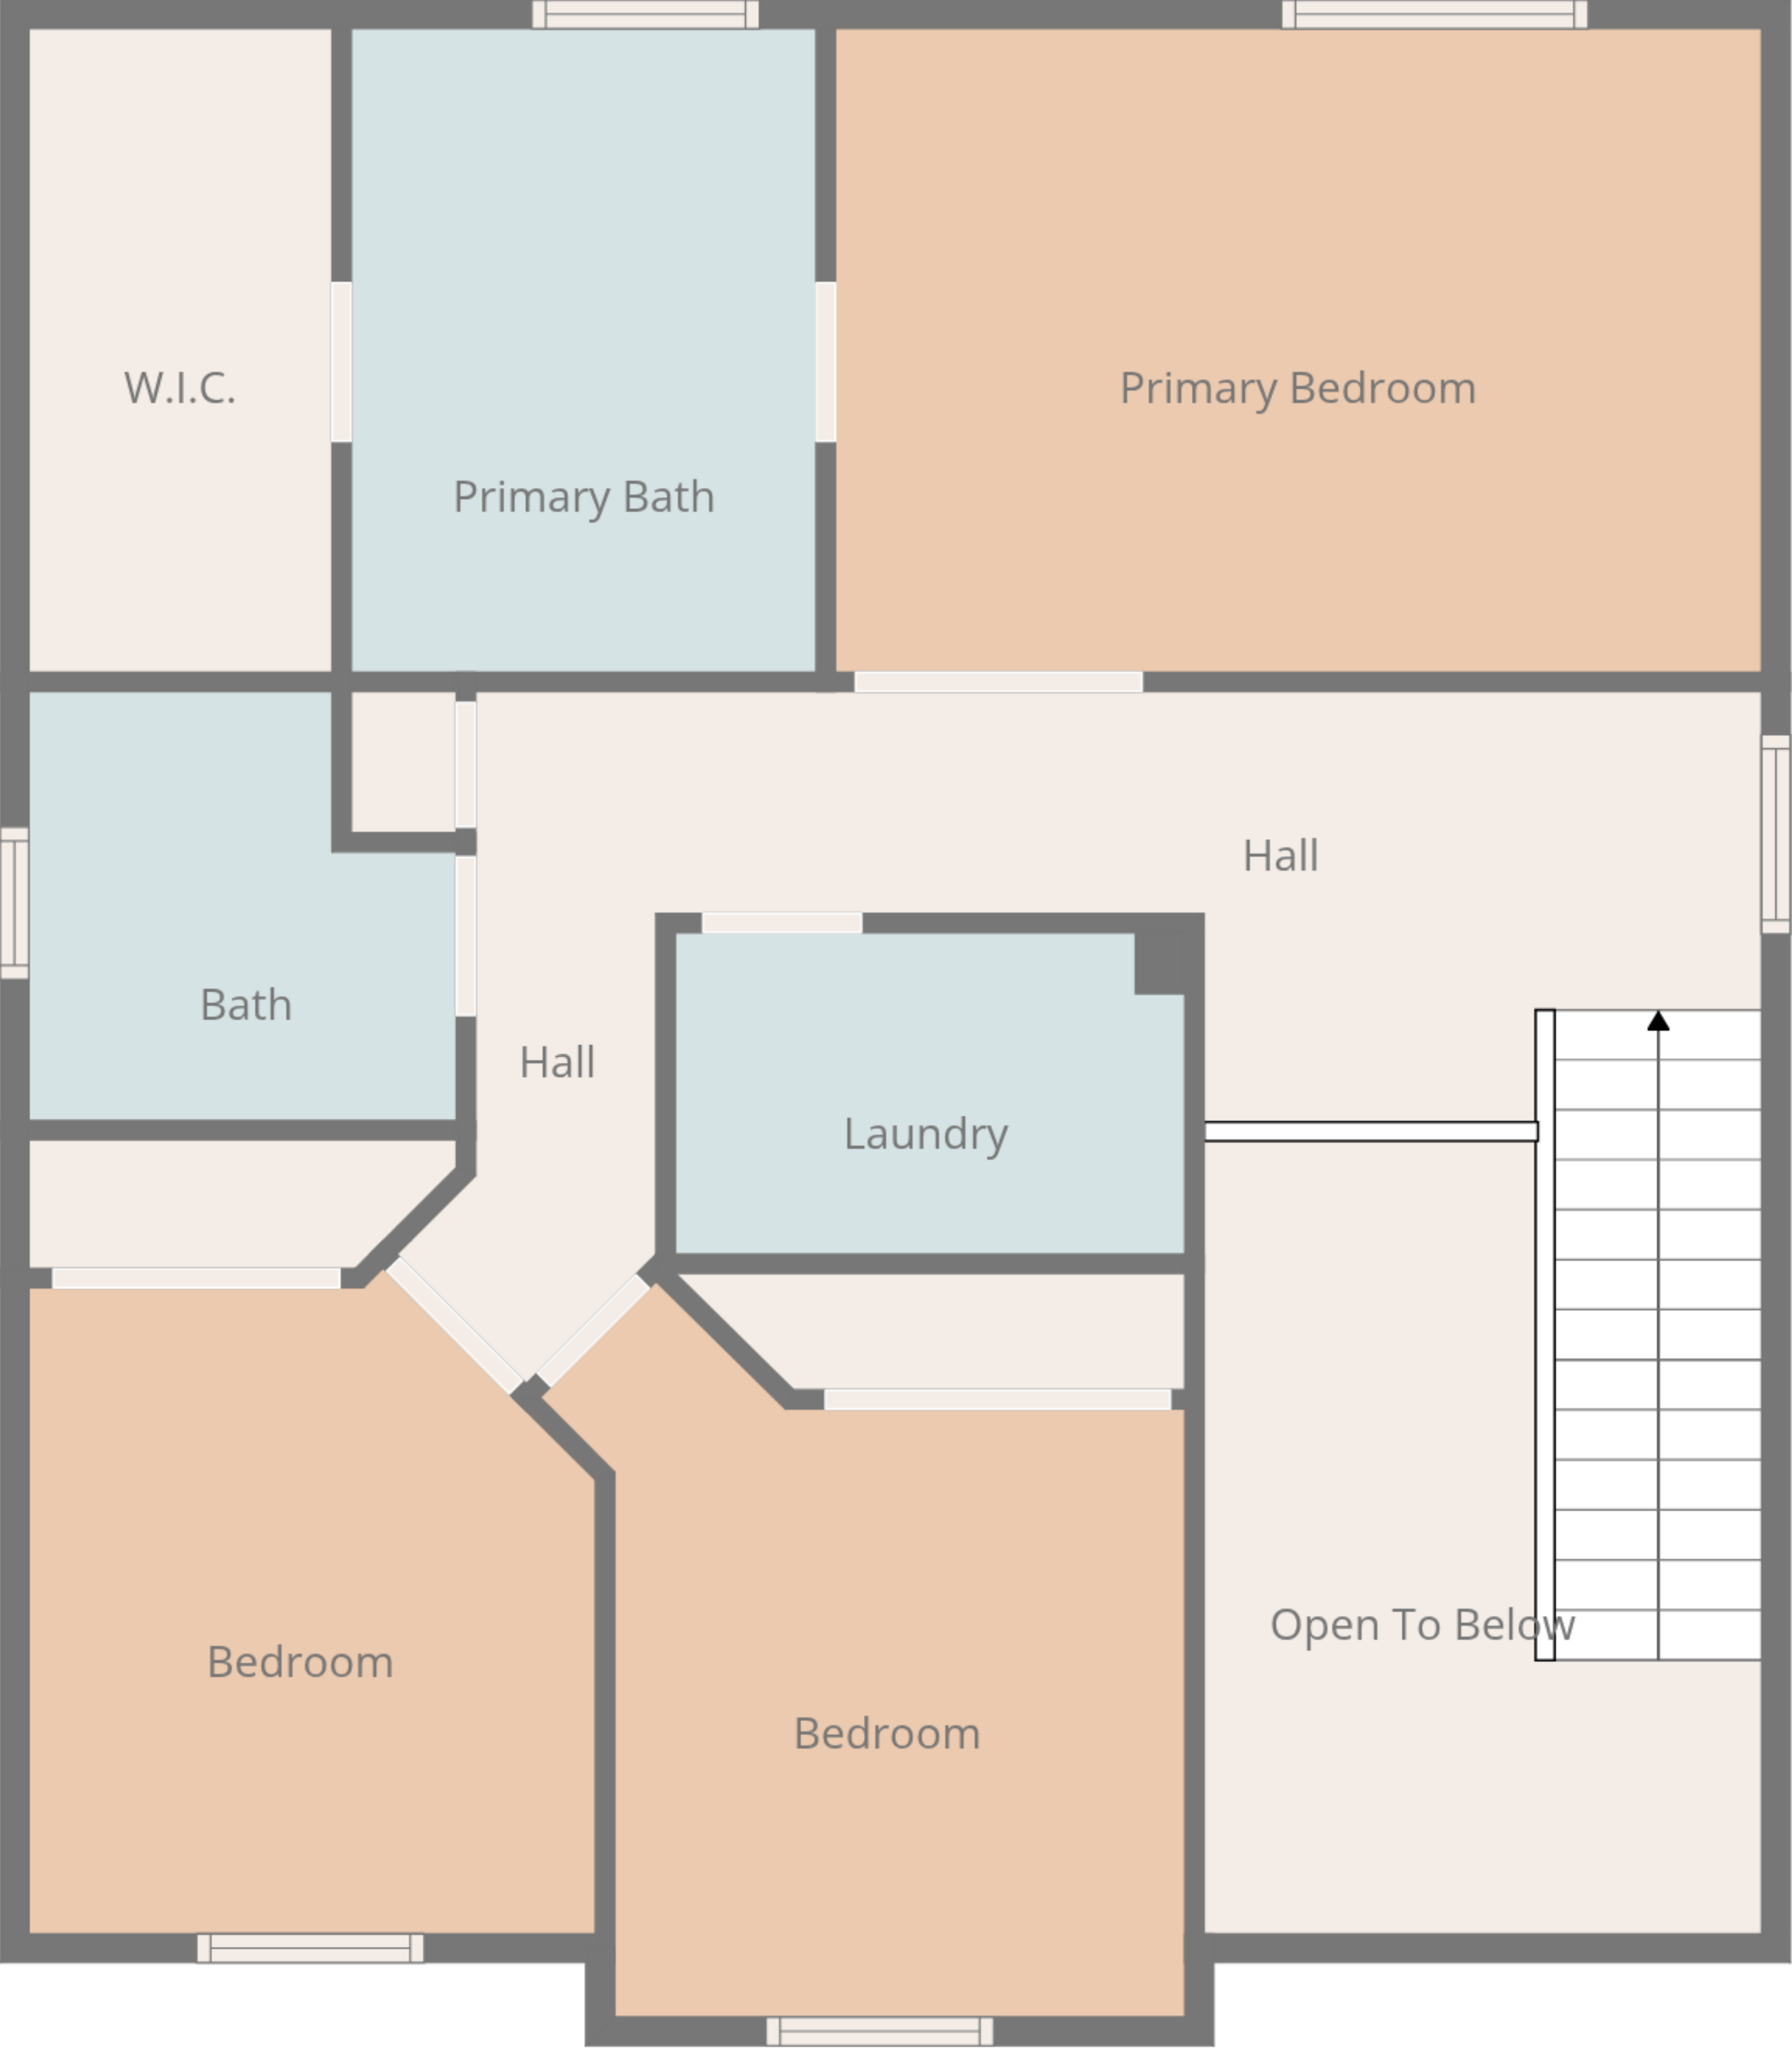 W.I.C.
Primary Bedroom
Primary Bath
Hall
Bath
Hall
Laundry
Open To Below
Bedroom
Bedroom